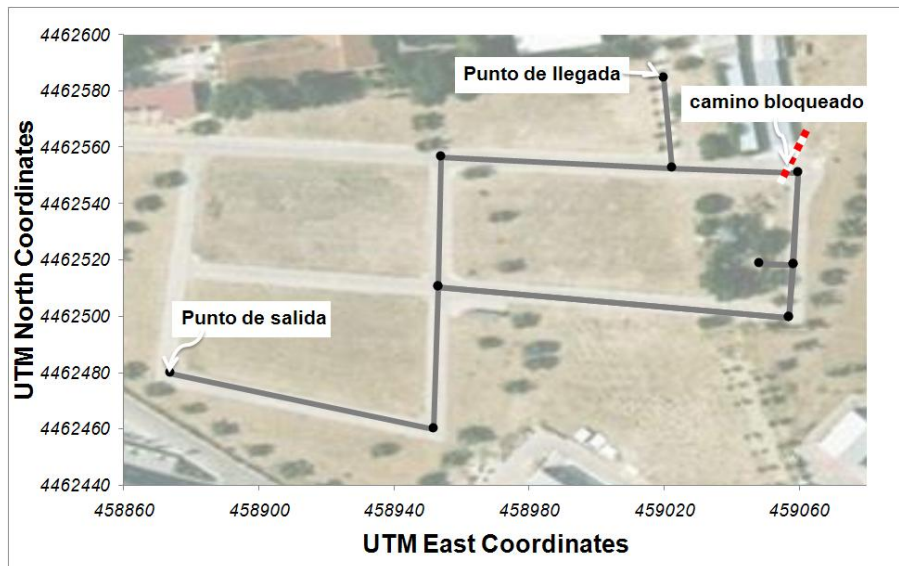 4462600
4462580
4462560
4462540
4462520
4462500
4462480
4462460
4462440
UTM North Coordinates
Punto de llegada
camino bloqueado
Punto de salida
458860 458900 458940 458980 459020 459060
UTM East Coordinates